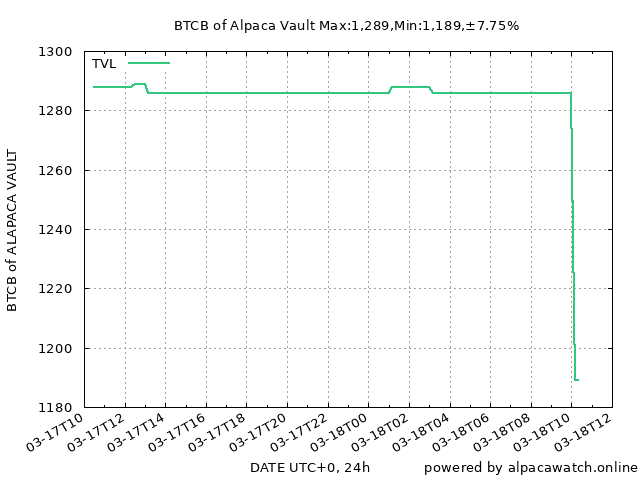 BTCB of Alpaca Vault Max:1,289,Min:1,189,±7.75%
1300
TVL
1280
1260
1240
1220
1200
1180
BTCB of ALAPACA VAULT
03-17T10
03-17T12
03-17T14
03-17T16
03-17T18
03-17T20
03-17T22
03-18T00
03-18T02
03-18T04
03-18T06
03-18T08
03-18T10
03-18T12
DATE UTC+0, 24h
powered by alpacawatch.online